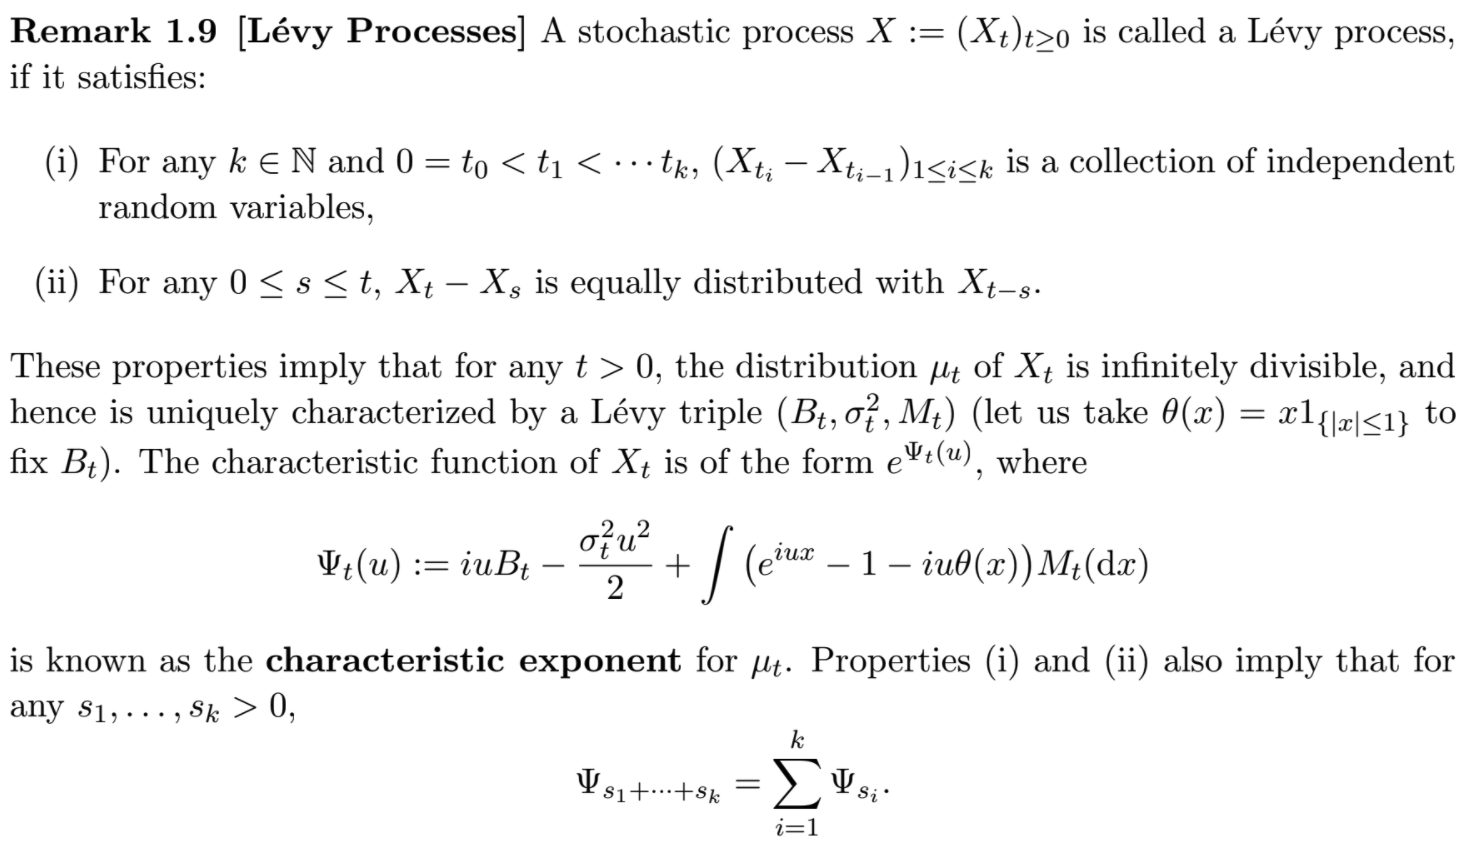 Remark 1.9 [Lévy Processes] A stochastic process $X := (X_t)_{t \geq 0}$ is called a Lévy process,
if it satisfies:
(i) For any $k \in \mathbb{N}$ and $0 = t_0 < t_1 < \cdots t_k$, $(X_{t_i} - X_{t_{i-1}})_{1 \leq i \leq k}$ is a collection of independent
random variables,
(ii) For any $0 \leq s \leq t$, $X_t - X_s$ is equally distributed with $X_{t-s}$.
These properties imply that for any $t > 0$, the distribution $\mu_t$ of $X_t$ is infinitely divisible, and
hence is uniquely characterized by a Lévy triple $(B_t, \sigma_t^2, M_t)$ (let us take $\theta(x) = x1_{\{|x| \leq 1\}}$ to
fix $B_t$). The characteristic function of $X_t$ is of the form $e^{\Psi_t(u)}$, where
$\Psi_t(u) := iuB_t - \frac{\sigma_t^2 u^2}{2} + \int (e^{iux} - 1 - iu\theta(x)) M_t(\mathrm{d}x)$
is known as the characteristic exponent for $\mu_t$. Properties (i) and (ii) also imply that for
any $s_1, \ldots, s_k > 0$,
$\Psi_{s_1 + \cdots + s_k} = \sum_{i=1}^{k} \Psi_{s_i}.$